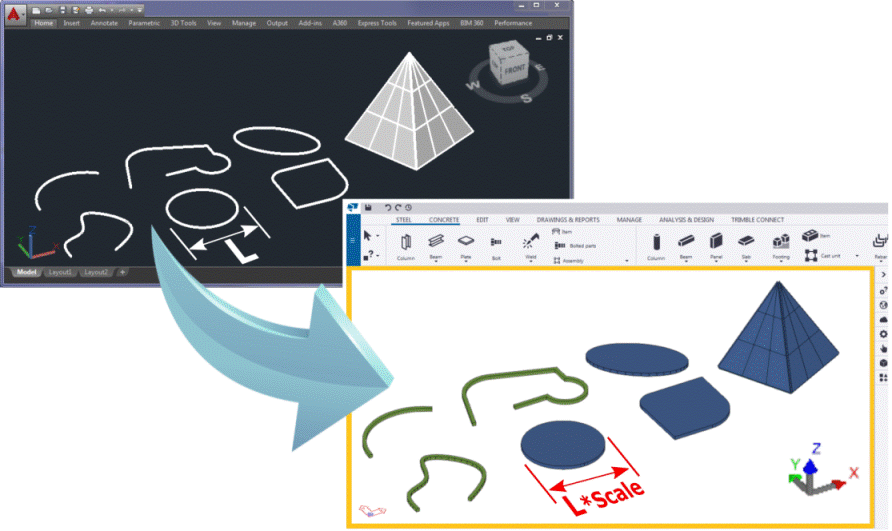 Home Insert Annotate Parametric 3D Tools View Manage Output Add-ins A360 Express Tools Featured Apps BIM 360 Performance
TOP
FRONT
W
S
E
L
Y
Z
X
Model Layout1 Layout2 +
STEEL CONCRETE EDIT VIEW DRAWINGS & REPORTS MANAGE ANALYSIS & DESIGN TRIMBLE CONNECT
Item
Bolted parts
Assembly
Column Beam Plate Bolt Weld
Item
Cast unit
Column Beam Panel Slab Footing Rebar
L*Scale
Z
Y
X